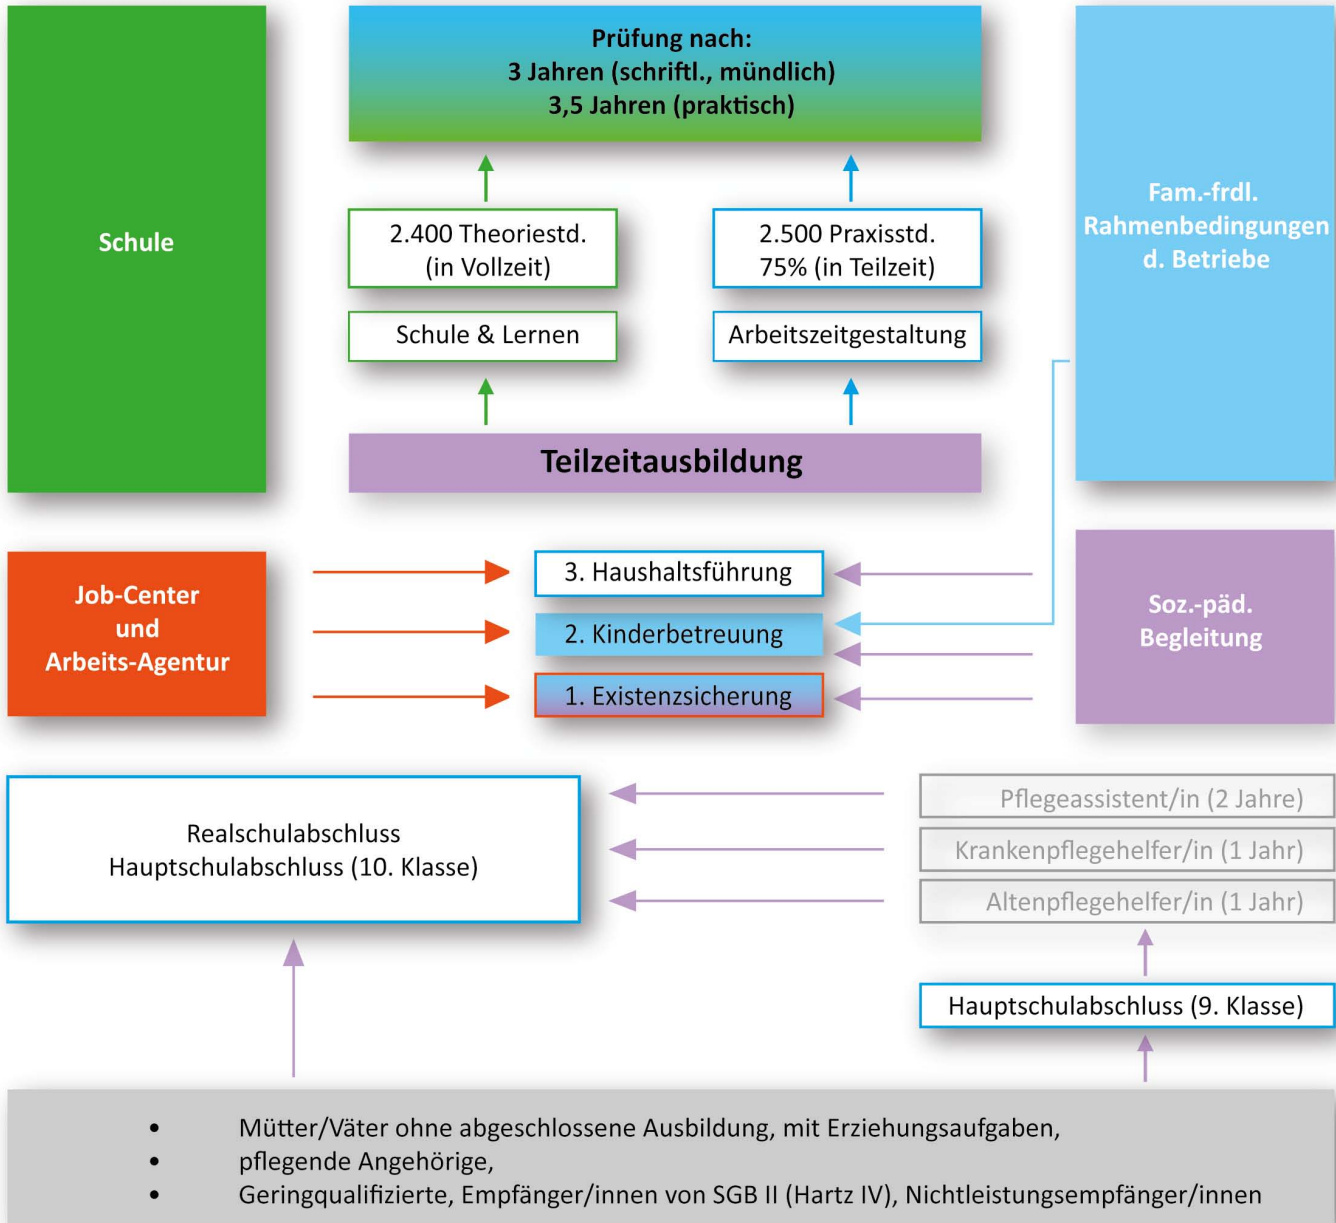 Prüfung nach:
3 Jahren (schriftl., mündlich)
3,5 Jahren (praktisch)
Schule
2.400 Theoriestd.
(in Vollzeit)
2.500 Praxisstd.
75% (in Teilzeit)
Fam.-frdl.
Rahmenbedingungen
d. Betriebe
Schule & Lernen
Arbeitszeitgestaltung
Teilzeitausbildung
Job-Center
und
Arbeits-Agentur
3. Haushaltsführung
2. Kinderbetreuung
1. Existenzsicherung
Soz.-päd.
Begleitung
Realschulabschluss
Hauptschulabschluss (10. Klasse)
Pflegeassistent/in (2 Jahre)
Krankenpflegehelfer/in (1 Jahr)
Altenpflegehelfer/in (1 Jahr)
Hauptschulabschluss (9. Klasse)
• Mütter/Väter ohne abgeschlossene Ausbildung, mit Erziehungsaufgaben,
• pflegende Angehörige,
• Geringqualifizierte, Empfänger/innen von SGB II (Hartz IV), Nichtleistungsempfänger/innen